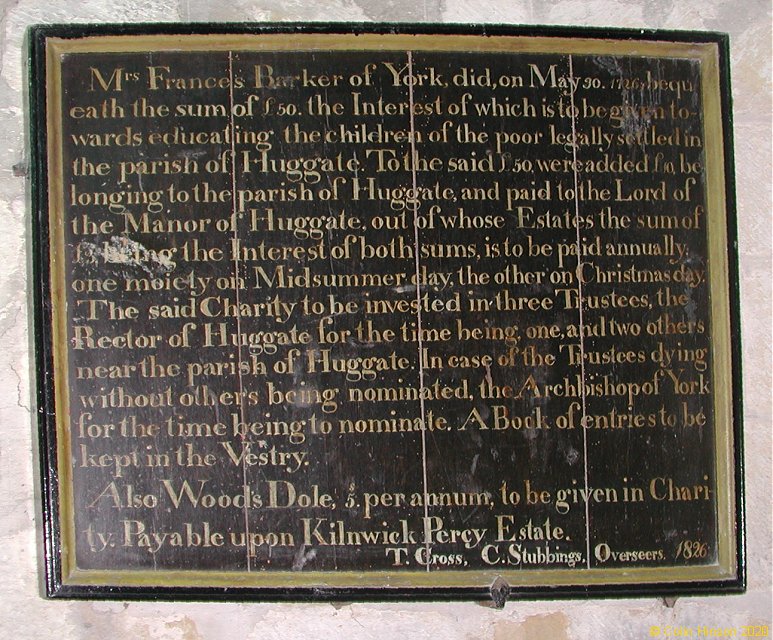 Mrs Frances Barker of York, did, on May 30. 1726, bequ
eath the sum of £50. the Interest of which is to be given to-
wards educating the children of the poor legally settled in
the parish of Huggate. To the said £50, were added £10, be
longing to the parish of Huggate, and paid to the Lord of
the Manor of Huggate, out of whose Estates the sum of
£3, being the Interest of both sums, is to be paid annually,
one moiety on Midsummer day, the other on Christmas day.
The said Charity to be invested in three Trustees, the
Rector of Huggate for the time being, one, and two others
near the parish of Huggate. In case of the Trustees dying
without others being nominated, the Archbishop of York
for the time being to nominate. A Book of entries to be
kept in the Vestry.
Also Wood's Dole, 5s. per annum, to be given in Chari-
ty. Payable upon Kilnwick Percy Estate.
T. Cross, C. Stubbings, Overseers. 1826.